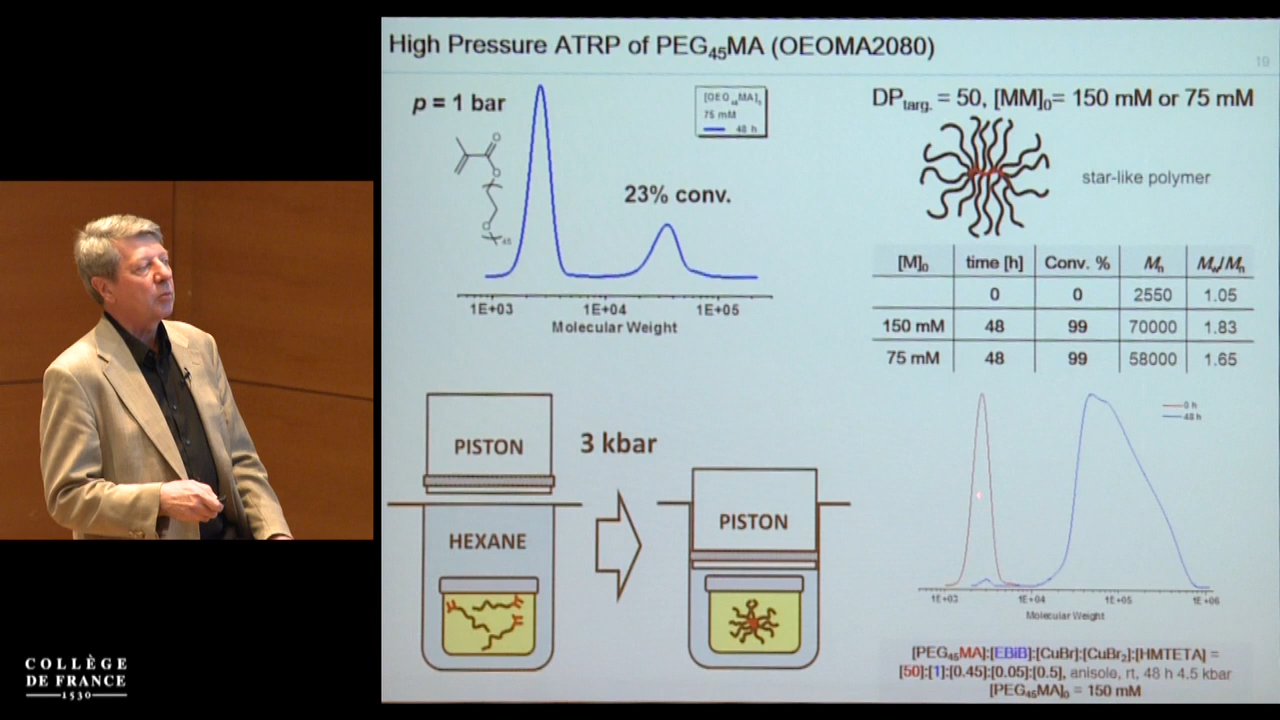 High Pressure ATRP of PEG₄₅MA (OEOMA2080)
19
p = 1 bar
[OEO₄₅MA]₀
75 mM
48 h
O
O
O
45
23% conv.
1E+03 1E+04 1E+05
Molecular Weight
DPtarg. = 50, [MM]₀= 150 mM or 75 mM
star-like polymer
[M]₀ time [h] Conv. % Mn Mw/Mn
0 0 2550 1.05
150 mM 48 99 70000 1.83
75 mM 48 99 58000 1.65
PISTON
3 kbar
HEXANE
PISTON
0 h
48 h
1E+03 1E+04 1E+05 1E+06
Molecular Weight
[PEG₄₅MA]:[EBiB]:[CuBr]:[CuBr₂]:[HMTETA] =
[50]:[1]:[0.45]:[0.05]:[0.5], anisole, rt, 48 h 4.5 kbar
[PEG₄₅MA]₀ = 150 mM
COLLÈGE
DE FRANCE
1530